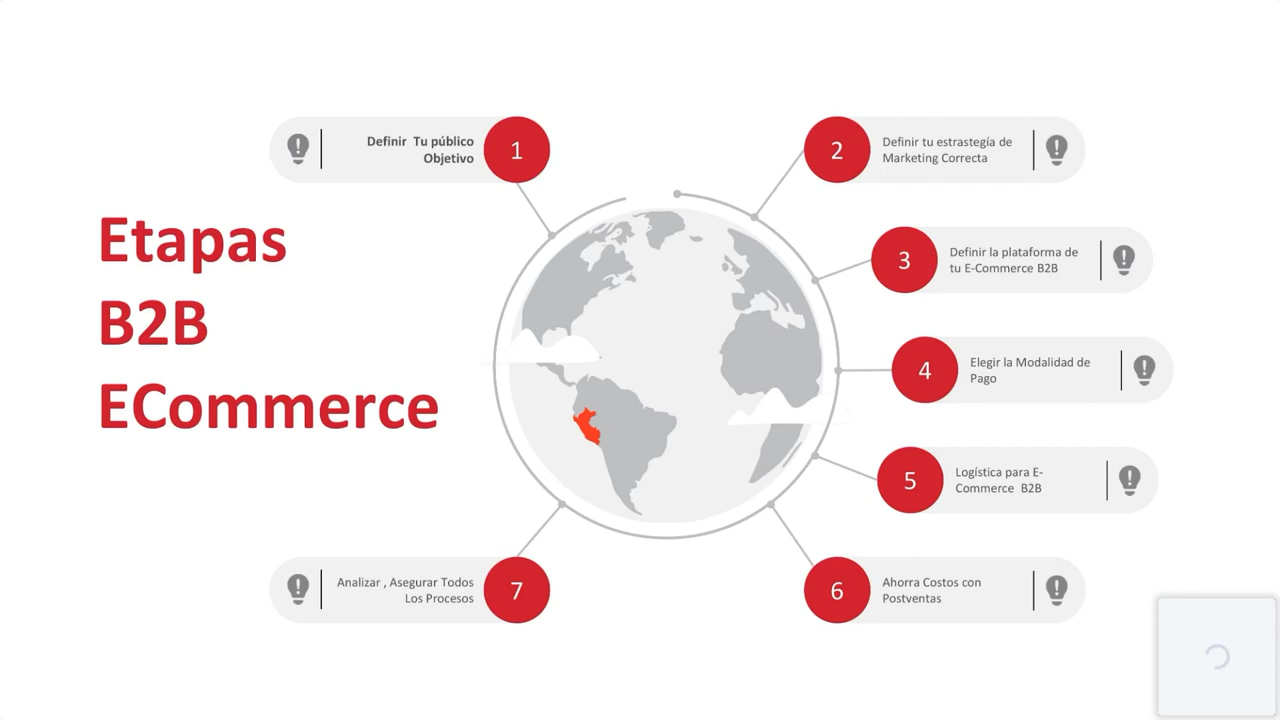 Etapas
B2B
ECommerce
1
Definir Tu público
Objetivo
2
Definir tu estrastegía de
Marketing Correcta
3
Definir la plataforma de
tu E-Commerce B2B
4
Elegir la Modalidad de
Pago
5
Logística para E-
Commerce B2B
6
Ahorra Costos con
Postventas
7
Analizar , Asegurar Todos
Los Procesos